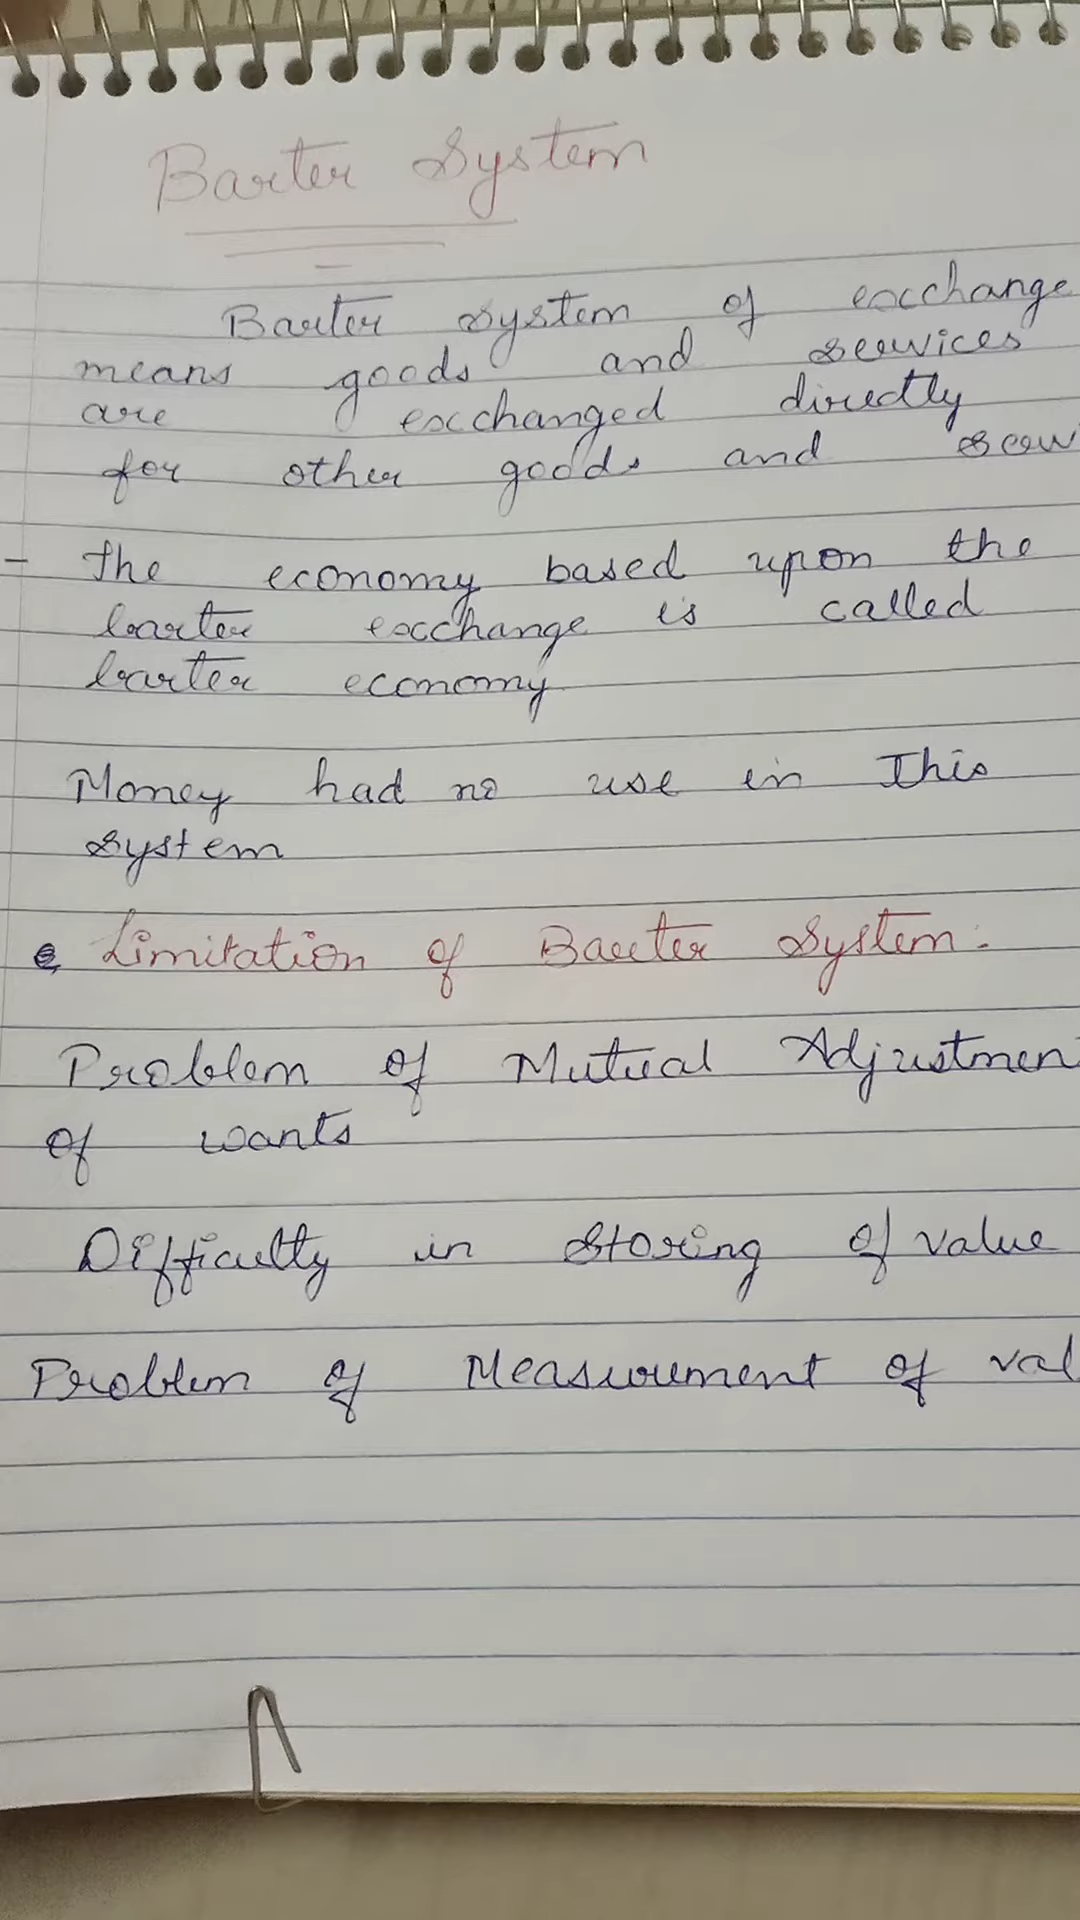 Barter System
Barter system of exchange
means goods and services
are exchanged directly
for other goods and serv
- The economy based upon the
barter exchange is called
barter economy
Money had no use in This
system
Limitation of Barter System.
Problem of Mutual Adjustmen
of wants
Difficulty in Storing of value
Problem of Measurement of val